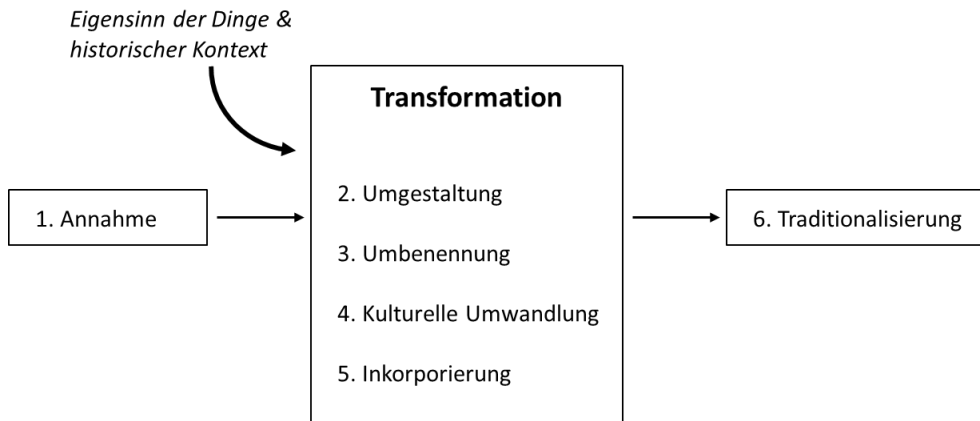 Eigensinn der Dinge &
historischer Kontext
Transformation
1. Annahme
2. Umgestaltung
3. Umbenennung
4. Kulturelle Umwandlung
5. Inkorporierung
6. Traditionalisierung